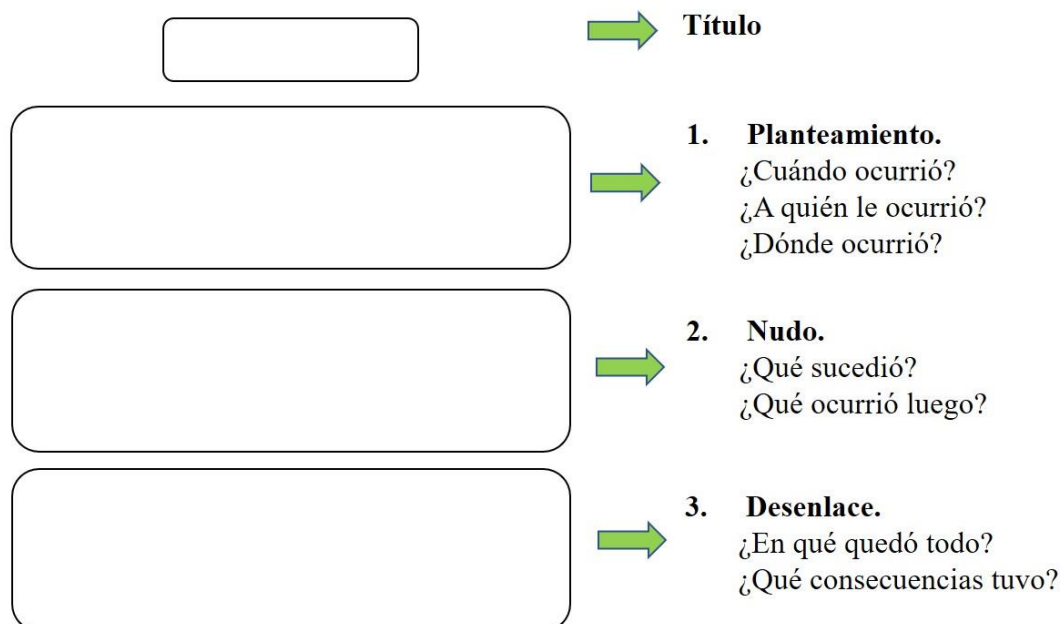 Título
1. Planteamiento.
¿Cuándo ocurrió?
¿A quién le ocurrió?
¿Dónde ocurrió?
2. Nudo.
¿Qué sucedió?
¿Qué ocurrió luego?
3. Desenlace.
¿En qué quedó todo?
¿Qué consecuencias tuvo?